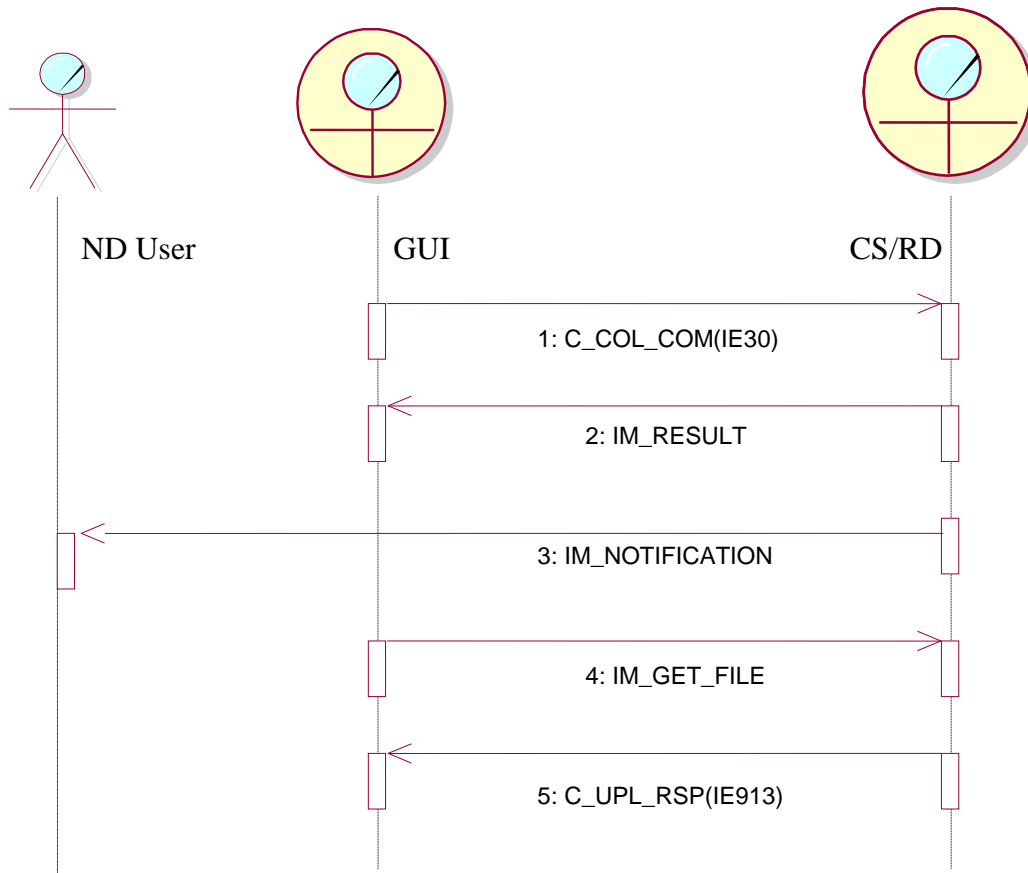 ND User
GUI
CS/RD
1: C_COL_COM(IE30)
2: IM_RESULT
3: IM_NOTIFICATION
4: IM_GET_FILE
5: C_UPL_RSP(IE913)